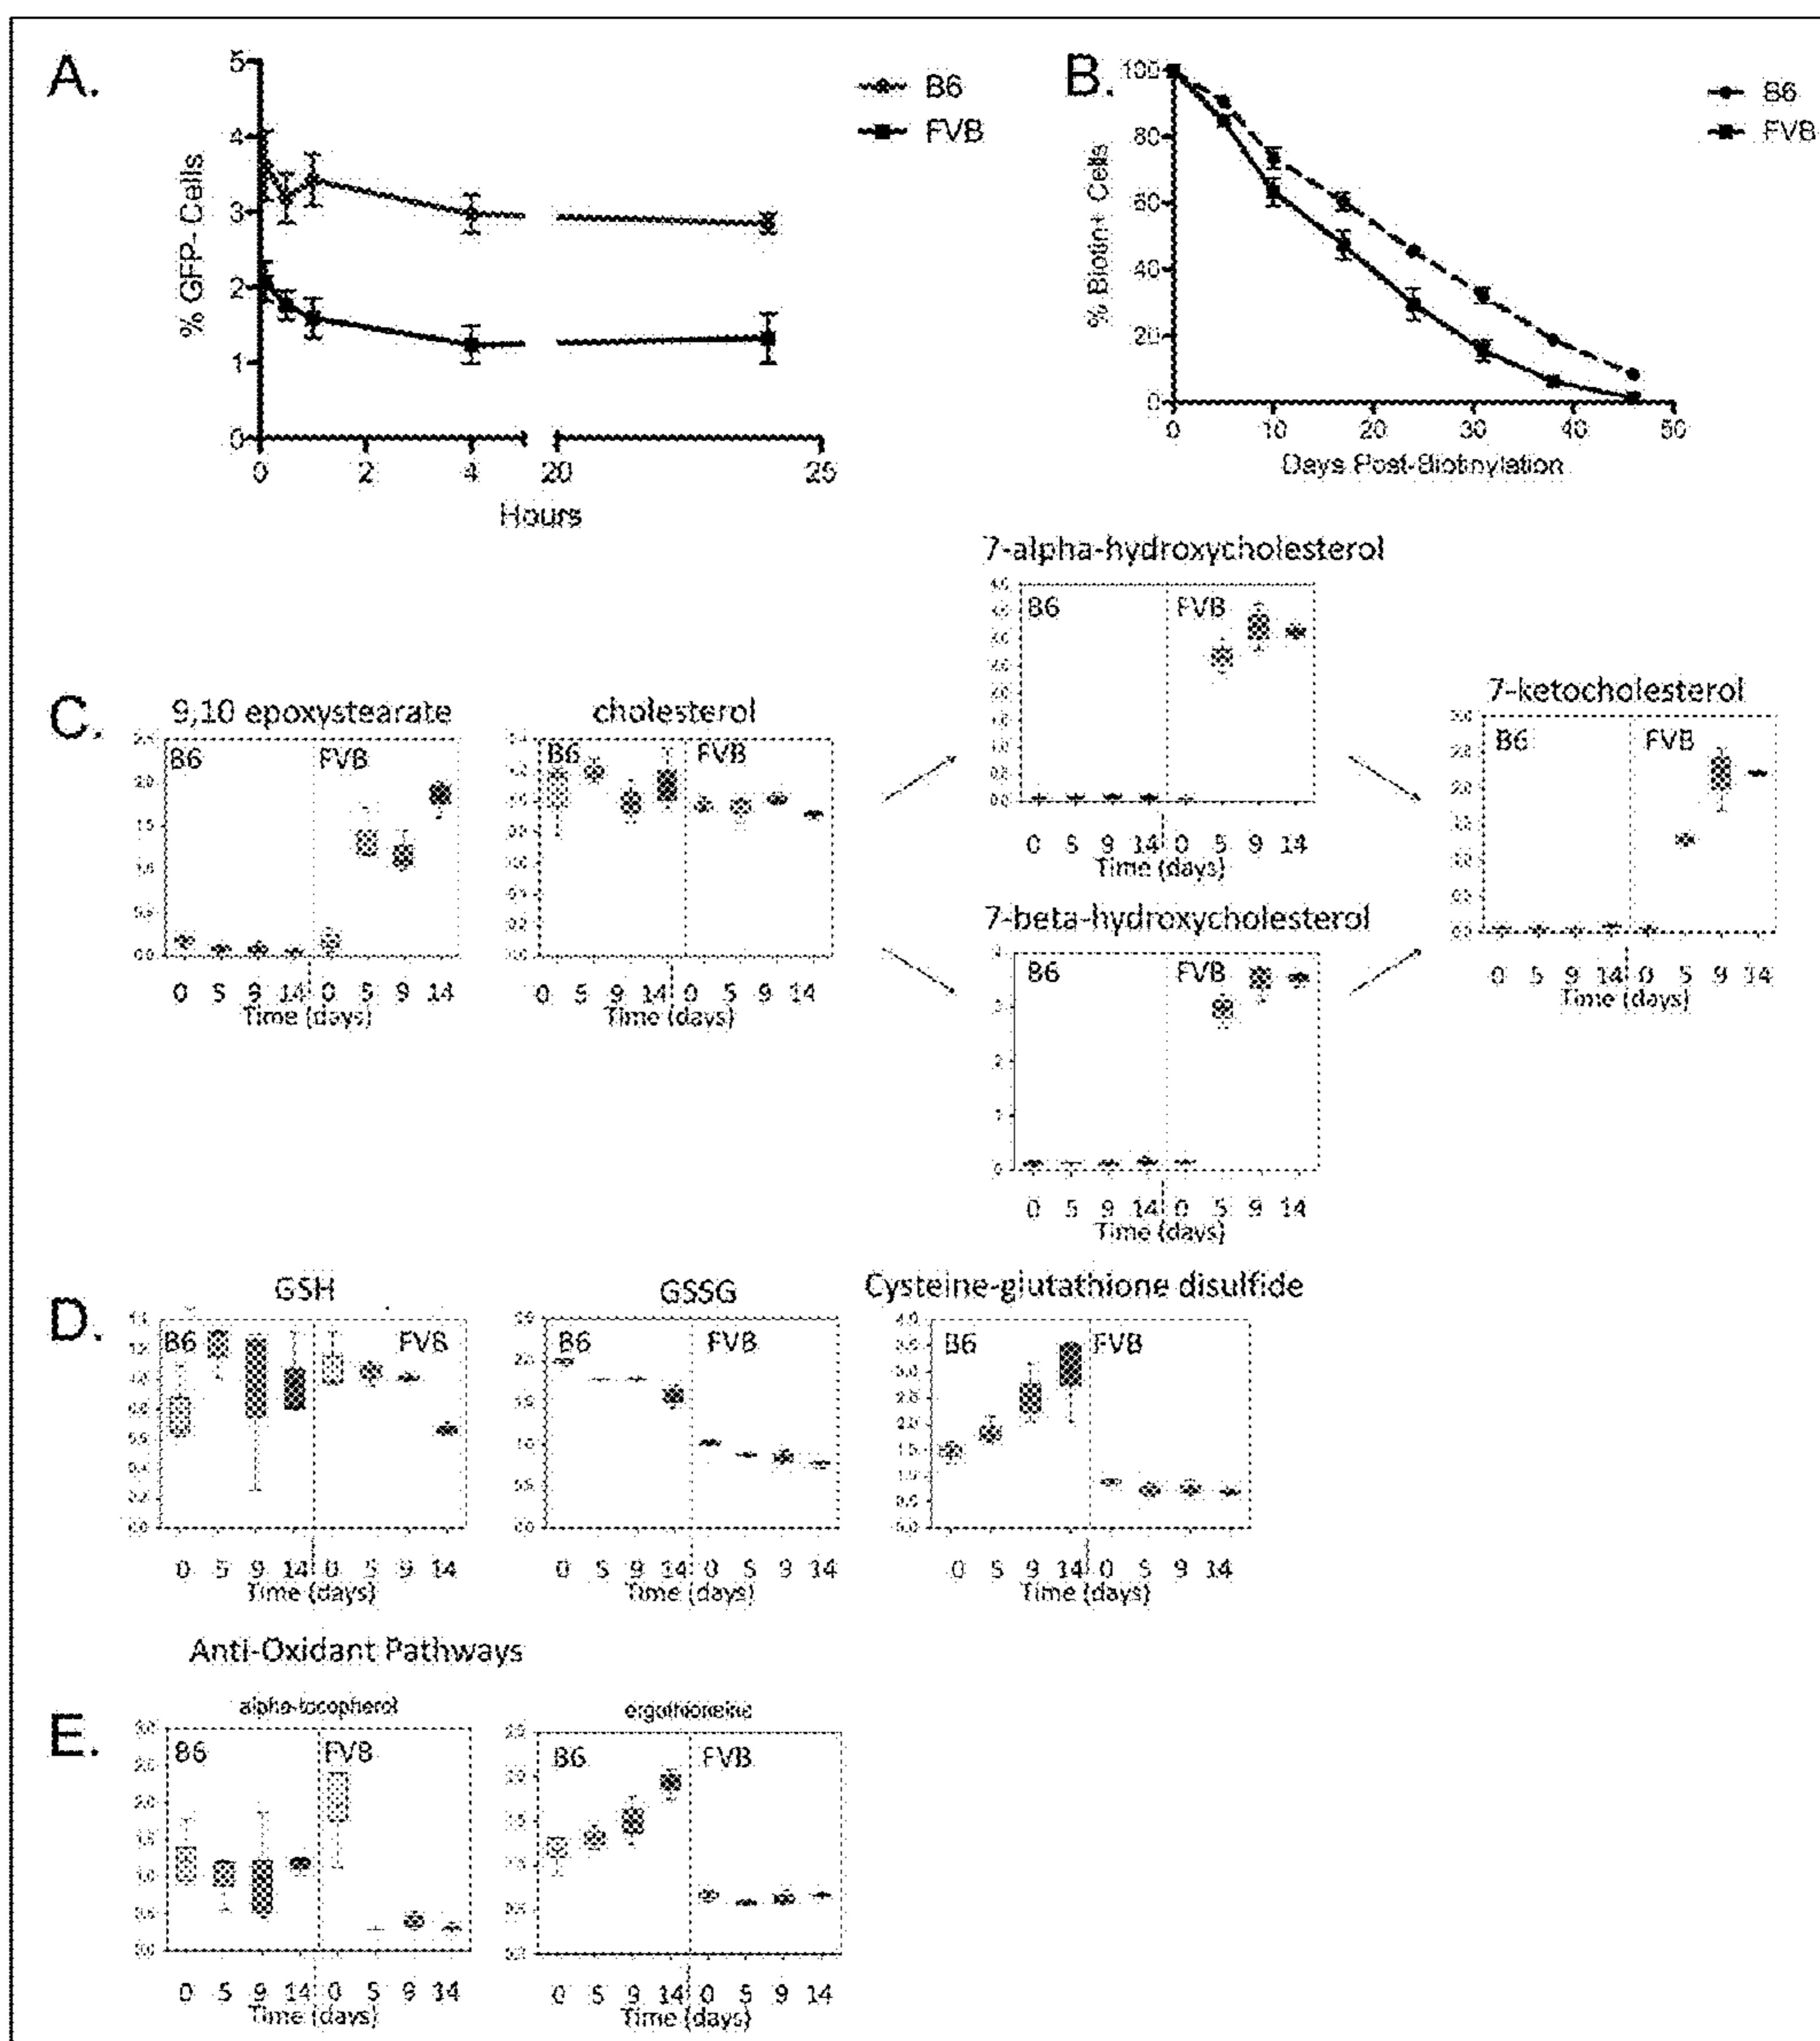 A.
5
4
3
2
1
0
% GFP- Cells
0 2 4 20 25
Hours
B6
FVB
B.
100
80
60
40
20
0
% Biotin+ Cells
0 10 20 30 40 50
Days Post-Biotinylation
B6
FVB
C.
9,10 epoxystearate
B6 FVB
0 5 9 14 0 5 9 14
Time (days)
cholesterol
B6 FVB
0 5 9 14 0 5 9 14
Time (days)
7-alpha-hydroxycholesterol
B6 FVB
0 5 9 14 0 5 9 14
Time (days)
7-beta-hydroxycholesterol
B6 FVB
0 5 9 14 0 5 9 14
Time (days)
7-ketocholesterol
B6 FVB
0 5 9 14 0 5 9 14
Time (days)
D.
GSH
B6 FVB
0 5 9 14 0 5 9 14
Time (days)
GSSG
B6 FVB
0 5 9 14 0 5 9 14
Time (days)
Cysteine-glutathione disulfide
B6 FVB
0 5 9 14 0 5 9 14
Time (days)
Anti-Oxidant Pathways
E.
alpha-tocopherol
B6 FVB
0 5 9 14 0 5 9 14
Time (days)
ergothioneine
B6 FVB
0 5 9 14 0 5 9 14
Time (days)